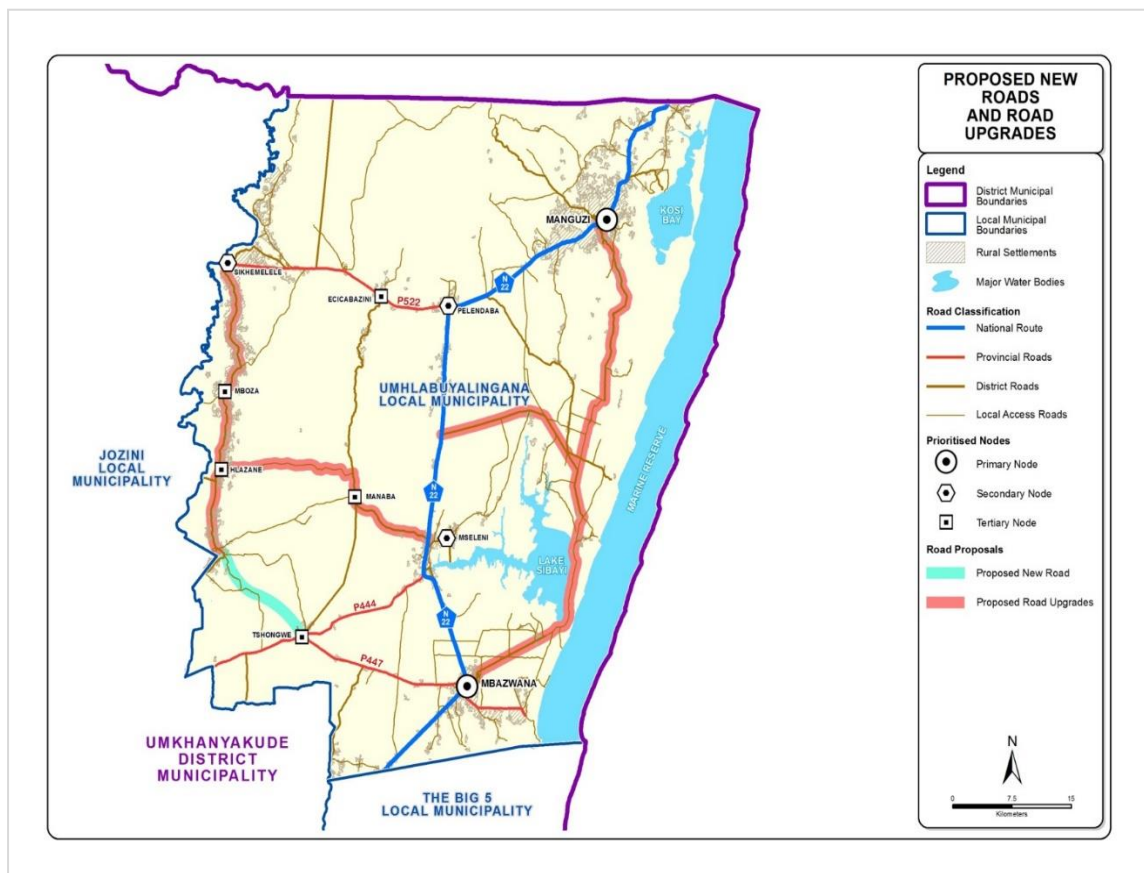 PROPOSED NEW
ROADS
AND ROAD
UPGRADES
Legend
District Municipal
Boundaries
Local Municipal
Boundaries
Rural Settlements
Major Water Bodies
Road Classification
National Route
Provincial Roads
District Roads
Local Access Roads
Prioritised Nodes
Primary Node
Secondary Node
Tertiary Node
Road Proposals
Proposed New Road
Proposed Road Upgrades
N
0 7.5 15
Kilometers
MANGUZI
KOSI
BAY
SIKHEMELELE
ECICABAZINI
P522
N
22
PELENDABA
MBOZA
UMHLABUYALINGANA
LOCAL MUNICIPALITY
JOZINI
LOCAL
MUNICIPALITY
HLAZANE
MANABA
N
22
MARINE RESERVE
MSELENI
LAKE
SIBAYI
P444
N
22
TSHONGWE
P447
MBAZWANA
UMKHANYAKUDE
DISTRICT
MUNICIPALITY
THE BIG 5
LOCAL MUNICIPALITY